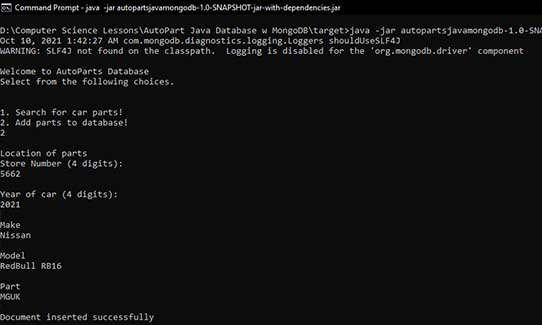 Command Prompt - java -jar autopartsjavamongodb-1.0-SNAPSHOT-jar-with-dependencies.jar
D:\Computer Science Lessons\AutoPart Java Database w MongoDB\target>java -jar autopartsjavamongodb-1.0-SNA
Oct 10, 2021 1:42:27 AM com.mongodb.diagnostics.logging.Loggers shouldUseSLF4J
WARNING: SLF4J not found on the classpath.  Logging is disabled for the 'org.mongodb.driver' component
Welcome to AutoParts Database
Select from the following choices.
1. Search for car parts!
2. Add parts to database!
2
Location of parts
Store Number (4 digits):
5662
Year of car (4 digits):
2021
Make
Nissan
Model
RedBull RB16
Part
MGUK
Document inserted successfully